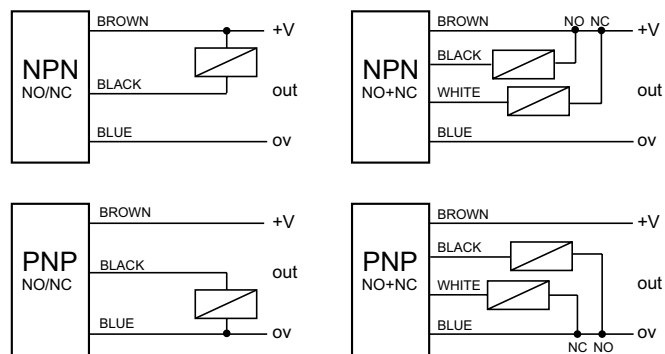 BROWN
+V
NPN
NO/NC
BLACK
out
BLUE
ov
BROWN
NO NC
+V
NPN
NO+NC
BLACK
WHITE
out
BLUE
ov
BROWN
+V
PNP
NO/NC
BLACK
out
BLUE
ov
BROWN
+V
PNP
NO+NC
BLACK
WHITE
out
BLUE
ov
NC NO